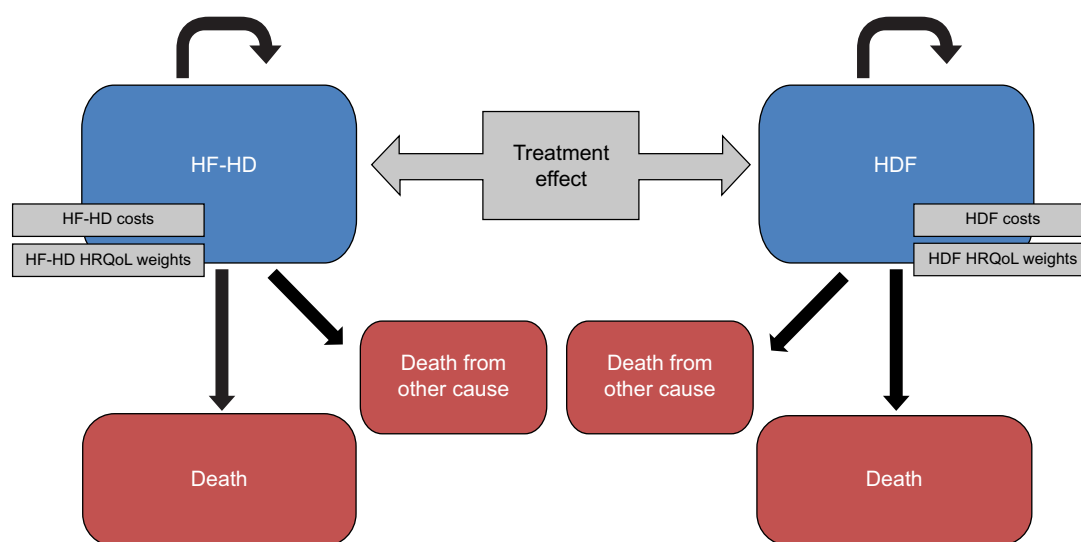 HF-HD
Treatment
effect
HDF
HF-HD costs
HF-HD HRQoL weights
HDF costs
HDF HRQoL weights
Death from
other cause
Death from
other cause
Death
Death